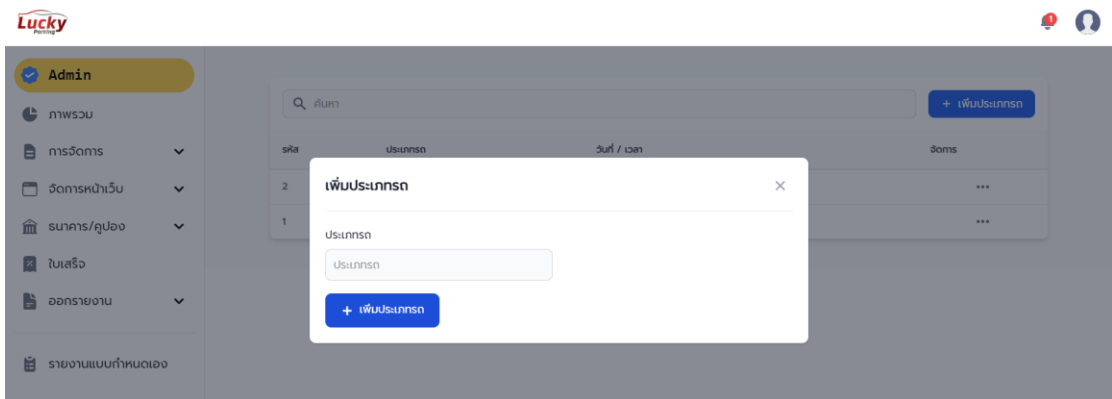 Lucky
Parking
1
Admin
ภาพรวม
การจัดการ
จัดการหน้าเว็บ
ธนาคาร/คูปอง
ใบเสร็จ
ออกรายงาน
รายงานแบบกำหนดเอง
ค้นหา
+ เพิ่มประเภทรถ
รหัส ประเภทรถ วันที่ / เวลา จัดการ
2
1
เพิ่มประเภทรถ
ประเภทรถ
ประเภทรถ
+ เพิ่มประเภทรถ